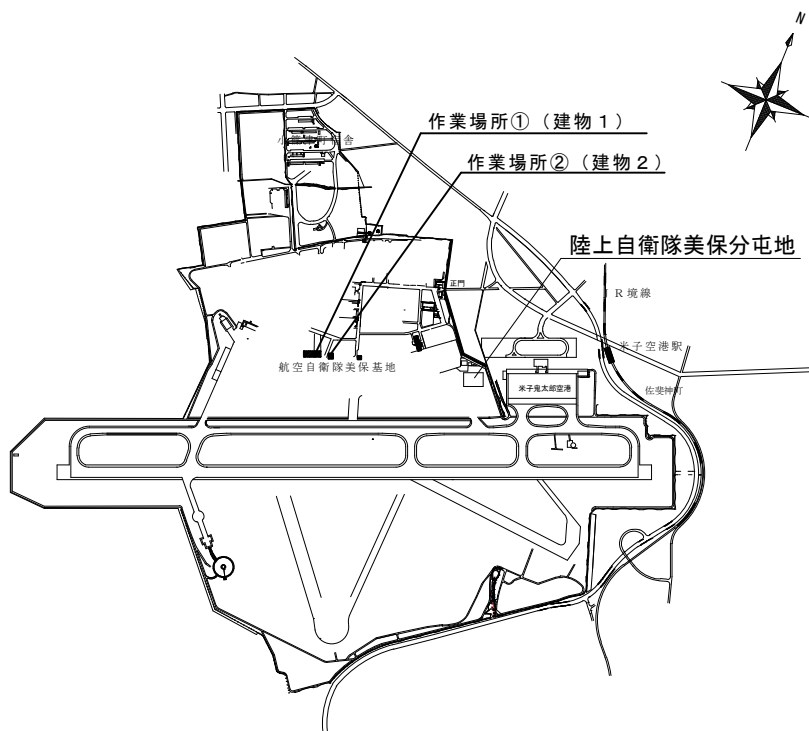 N
作業場所①（建物１）
作業場所②（建物２）
陸上自衛隊美保分屯地
正門
ＪＲ境線
米子空港駅
航空自衛隊美保基地
米子鬼太郎空港
佐斐神町